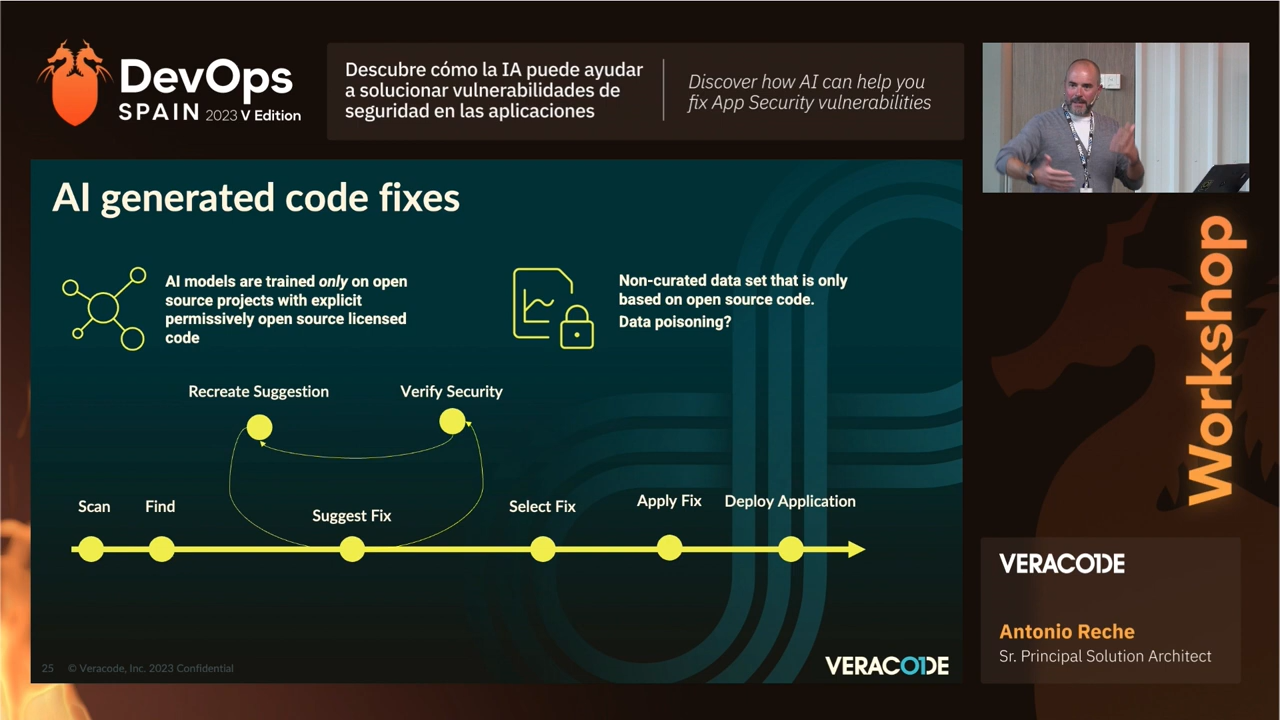 DevOps
SPAIN 2023 V Edition
Descubre cómo la IA puede ayudar
a solucionar vulnerabilidades de
seguridad en las aplicaciones
Discover how AI can help you
fix App Security vulnerabilities
AI generated code fixes
AI models are trained only on open
source projects with explicit
permissively open source licensed
code
Non-curated data set that is only
based on open source code.
Data poisoning?
Recreate Suggestion
Verify Security
Scan
Find
Suggest Fix
Select Fix
Apply Fix
Deploy Application
25 © Veracode, Inc. 2023 Confidential
VERACODE
Workshop
VERACODE
Antonio Reche
Sr. Principal Solution Architect